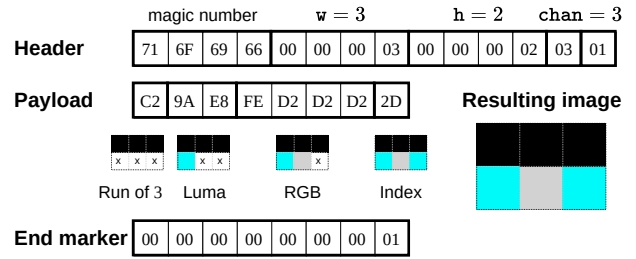 magic number w = 3 h = 2 chan = 3
Header 71 6F 69 66 00 00 00 03 00 00 00 02 03 01
Payload C2 9A E8 FE D2 D2 D2 2D Resulting image
x x x x x x
Run of 3 Luma RGB Index
End marker 00 00 00 00 00 00 00 01